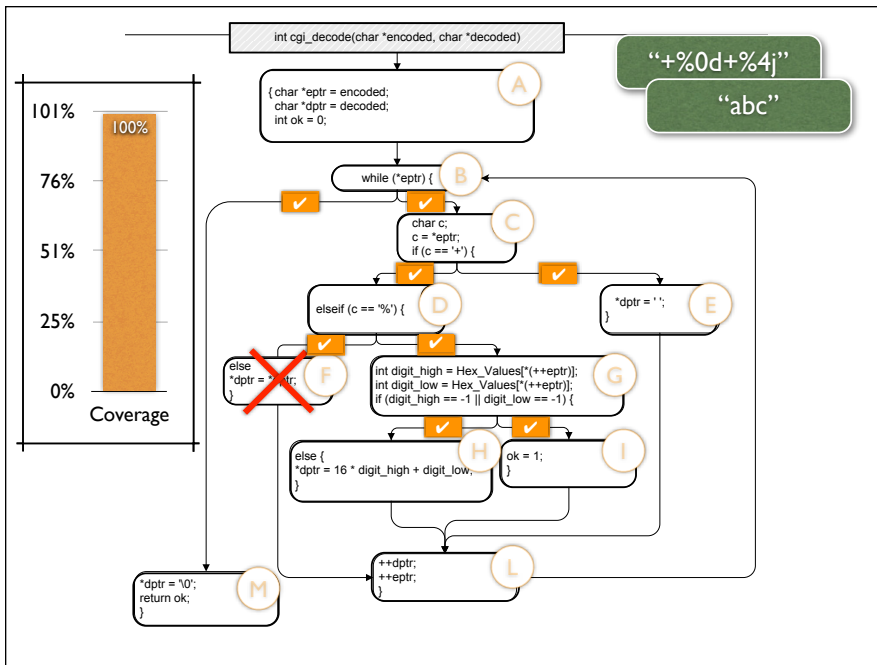 int cgi_decode(char *encoded, char *decoded)
“+%0d+%4j”
“abc”
A
{ char *eptr = encoded;
char *dptr = decoded;
int ok = 0;
101%
100%
76%
51%
25%
0%
Coverage
B
while (*eptr) {
✔
✔
C
char c;
c = *eptr;
if (c == '+') {
✔
✔
D
elseif (c == '%') {
E
*dptr = ' ';
}
✔
✔
F
else
*dptr = *eptr;
}
G
int digit_high = Hex_Values[*(++eptr)];
int digit_low = Hex_Values[*(++eptr)];
if (digit_high == -1 || digit_low == -1) {
✔
✔
H
else {
*dptr = 16 * digit_high + digit_low;
}
I
ok = 1;
}
L
++dptr;
++eptr;
}
M
*dptr = '\0';
return ok;
}